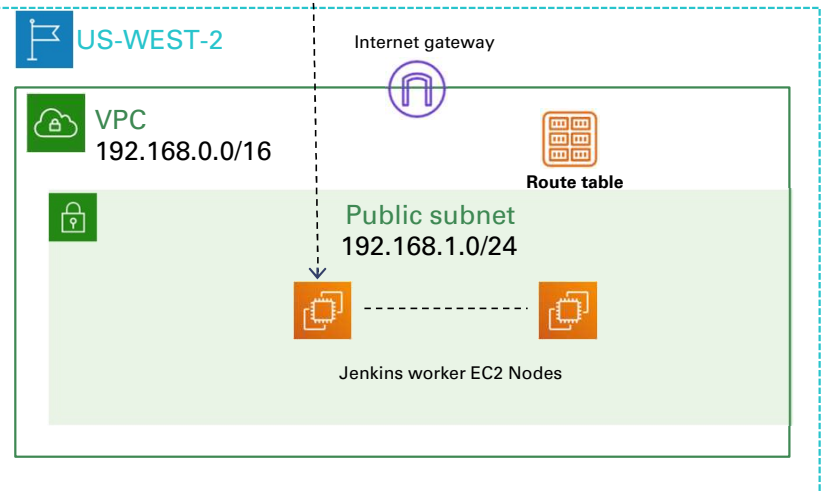 US-WEST-2
Internet gateway
VPC
192.168.0.0/16
Route table
Public subnet
192.168.1.0/24
Jenkins worker EC2 Nodes